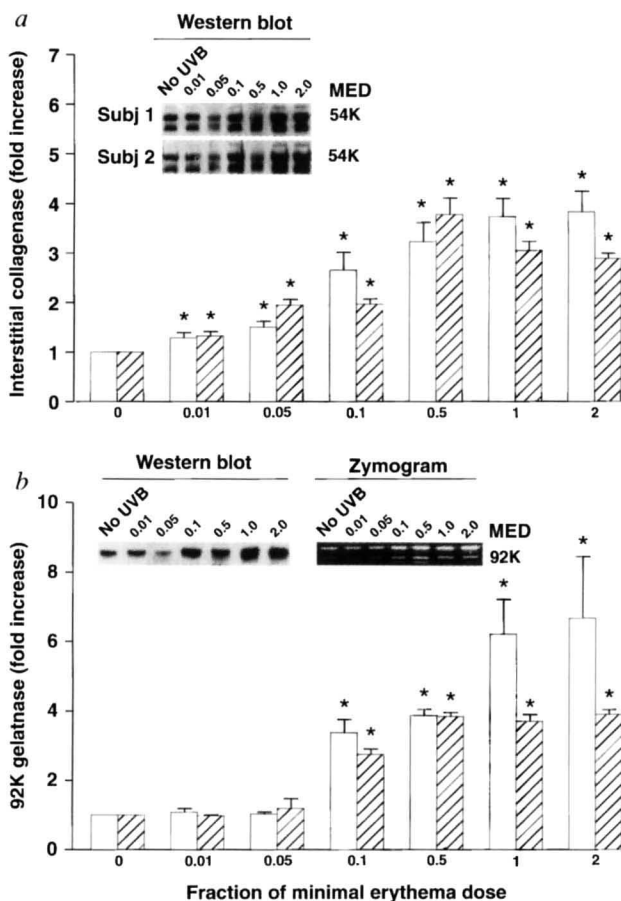 a
Western blot
No UVB 0.01 0.05 0.1 0.5 1.0 2.0 MED
Subj 1 54K
Subj 2 54K
Interstitial collagenase (fold increase)
7
6
5
4
3
2
1
0
* * * * * * * * * * * *
0 0.01 0.05 0.1 0.5 1 2
b
Western blot Zymogram
No UVB 0.01 0.05 0.1 0.5 1.0 2.0 No UVB 0.01 0.05 0.1 0.5 1.0 2.0 MED
92K
92K gelatnase (fold increase)
10
8
6
4
2
0
* * * * * * * *
0 0.01 0.05 0.1 0.5 1 2
Fraction of minimal erythema dose